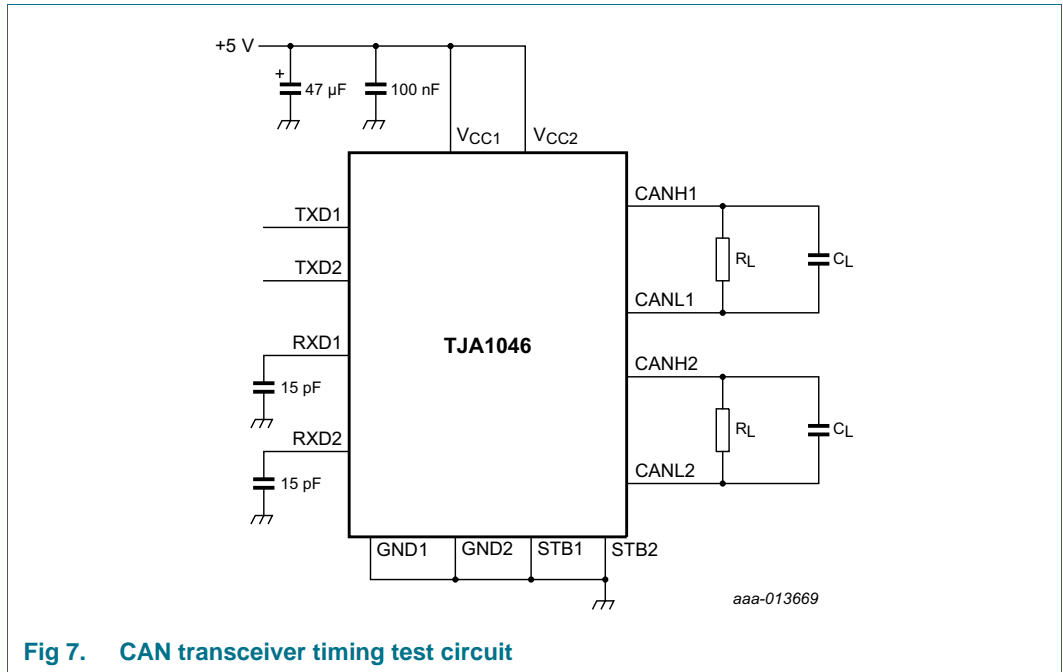 +5 V
+
47 µF
100 nF
VCC1
VCC2
TXD1
TXD2
RXD1
15 pF
RXD2
15 pF
TJA1046
CANH1
RL
CL
CANL1
CANH2
RL
CL
CANL2
GND1
GND2
STB1
STB2
aaa-013669
Fig 7. CAN transceiver timing test circuit